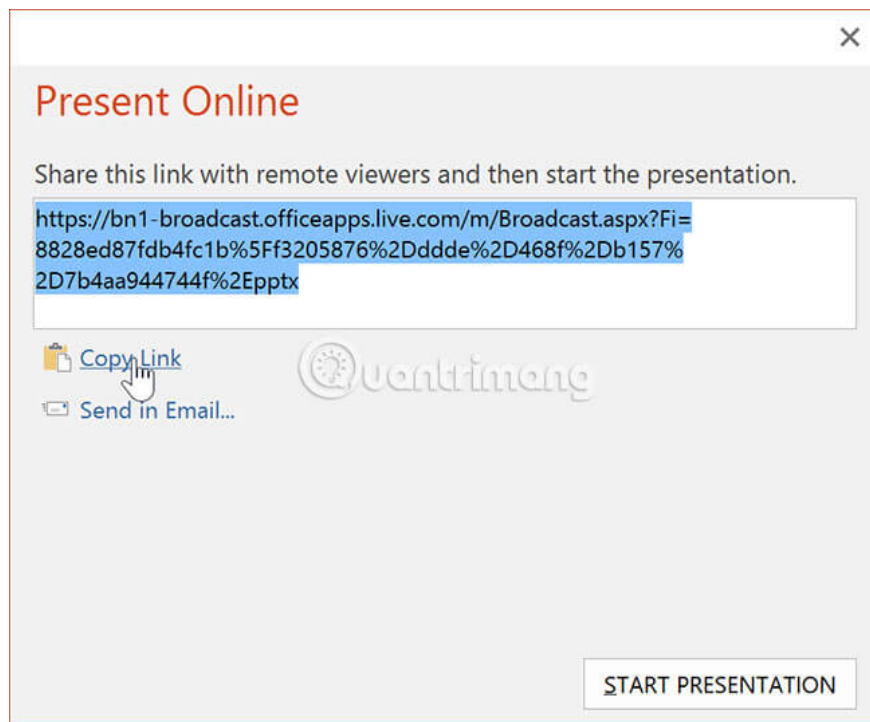 Present Online
Share this link with remote viewers and then start the presentation.
https://bn1-broadcast.officeapps.live.com/m/Broadcast.aspx?Fi=
8828ed87fdb4fc1b%5Ff3205876%2Dddde%2D468f%2Db157%
2D7b4aa944744f%2Epptx
Copy Link
Quantrimang
Send in Email...
START PRESENTATION